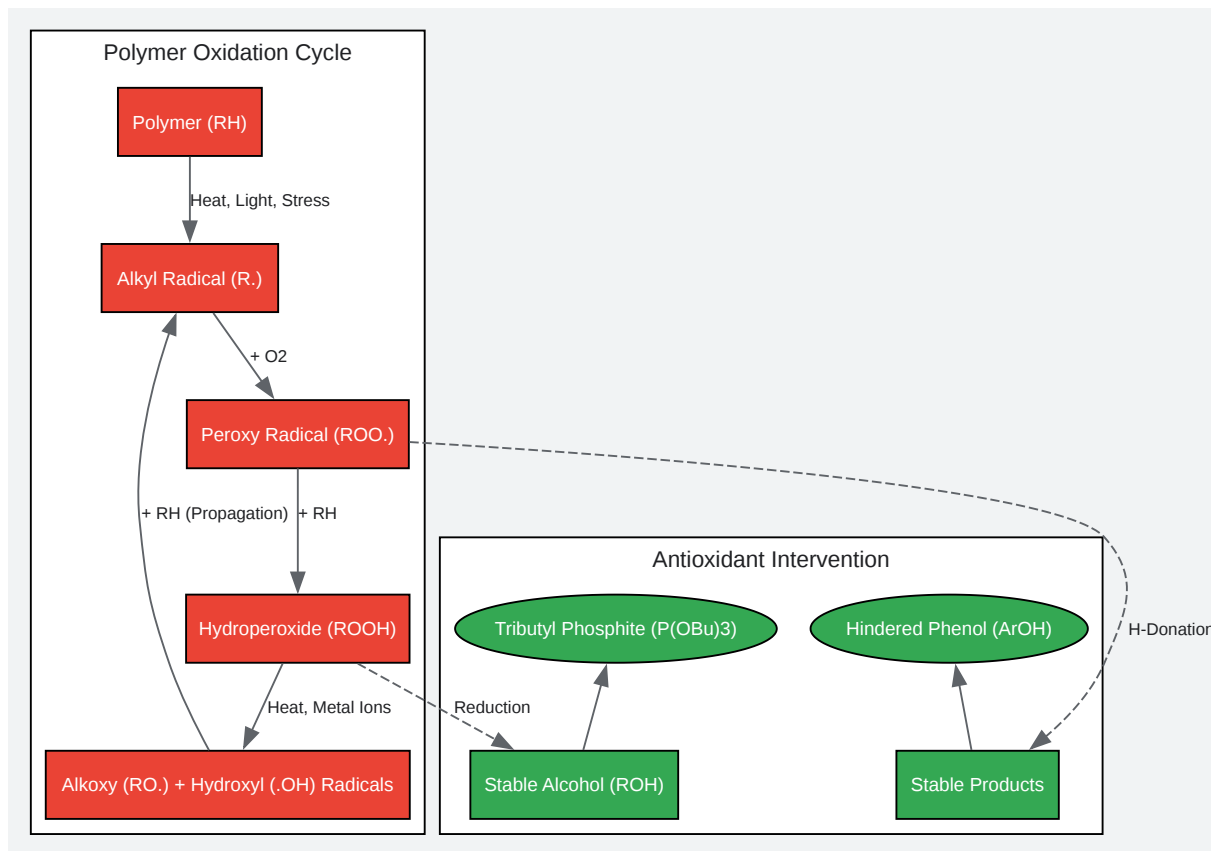 Polymer Oxidation Cycle
Polymer (RH)
Heat, Light, Stress
Alkyl Radical (R.)
+ O2
Peroxy Radical (ROO.)
+ RH (Propagation)
+ RH
Hydroperoxide (ROOH)
Heat, Metal Ions
Alkoxy (RO.) + Hydroxyl (.OH) Radicals
Antioxidant Intervention
Tributyl Phosphite (P(OBu)3)
Hindered Phenol (ArOH)
H-Donation
Reduction
Stable Alcohol (ROH)
Stable Products